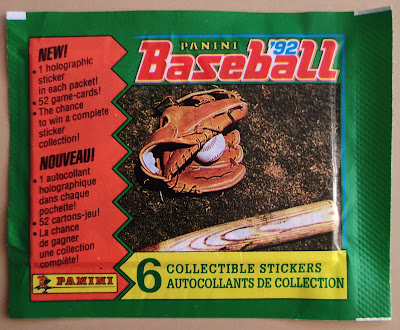 NEW!
• 1 holographic
sticker
in each packet!
• 52 game-cards!
• The chance
to win a complete
sticker
collection!
NOUVEAU!
• 1 autocollant
holographique
dans chaque
pochette!
• 52 cartons-jeu!
• La chance
de gagner
une collection
complète!
PANINI
PANINI '92
Baseball
6 COLLECTIBLE STICKERS
AUTOCOLLANTS DE COLLECTION